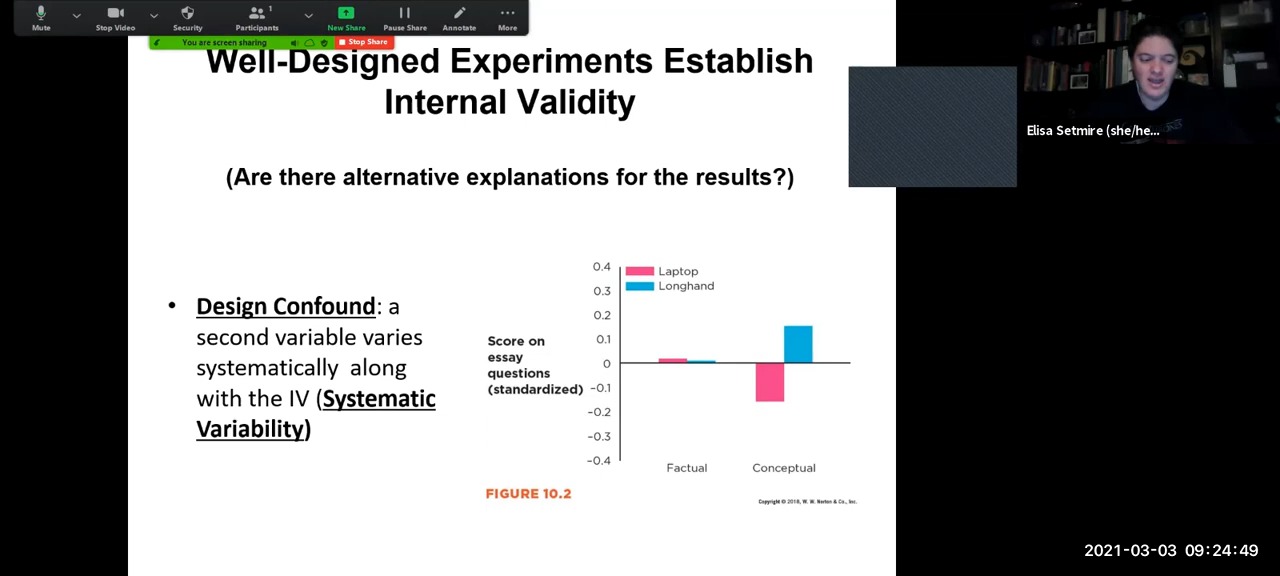 Mute
Stop Video
Security
Participants
1
New Share
Pause Share
Annotate
More
You are screen sharing
Stop Share
Well-Designed Experiments Establish
Internal Validity
(Are there alternative explanations for the results?)
Elisa Setmire (she/he...
• Design Confound: a
second variable varies
systematically along
with the IV (Systematic
Variability)
Score on
essay
questions
(standardized)
0.4
0.3
0.2
0.1
0
−0.1
−0.2
−0.3
−0.4
Laptop
Longhand
Factual
Conceptual
FIGURE 10.2
Copyright © 2018, W. W. Norton & Co., Inc.
2021-03-03 09:24:49